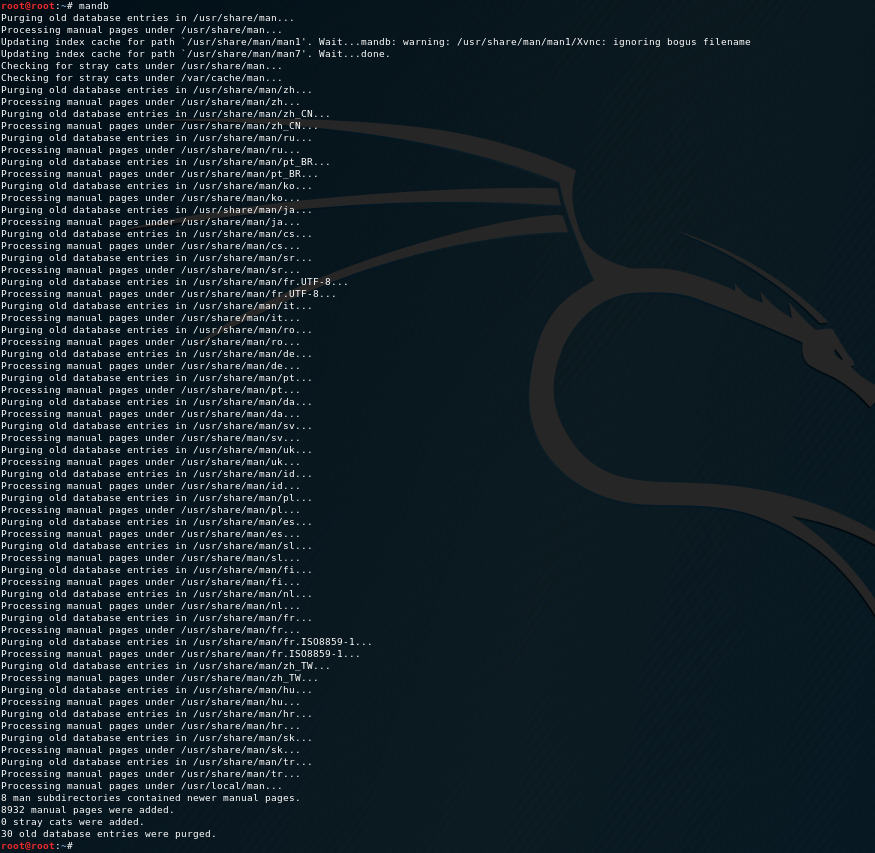 root@root:~# mandb
Purging old database entries in /usr/share/man...
Processing manual pages under /usr/share/man...
Updating index cache for path `/usr/share/man/man1'. Wait...mandb: warning: /usr/share/man/man1/Xvnc: ignoring bogus filename
Updating index cache for path `/usr/share/man/man7'. Wait...done.
Checking for stray cats under /usr/share/man...
Checking for stray cats under /var/cache/man...
Purging old database entries in /usr/share/man/zh...
Processing manual pages under /usr/share/man/zh...
Purging old database entries in /usr/share/man/zh_CN...
Processing manual pages under /usr/share/man/zh_CN...
Purging old database entries in /usr/share/man/ru...
Processing manual pages under /usr/share/man/ru...
Purging old database entries in /usr/share/man/pt_BR...
Processing manual pages under /usr/share/man/pt_BR...
Purging old database entries in /usr/share/man/ko...
Processing manual pages under /usr/share/man/ko...
Purging old database entries in /usr/share/man/ja...
Processing manual pages under /usr/share/man/ja...
Purging old database entries in /usr/share/man/cs...
Processing manual pages under /usr/share/man/cs...
Purging old database entries in /usr/share/man/sr...
Processing manual pages under /usr/share/man/sr...
Purging old database entries in /usr/share/man/fr.UTF-8...
Processing manual pages under /usr/share/man/fr.UTF-8...
Purging old database entries in /usr/share/man/it...
Processing manual pages under /usr/share/man/it...
Purging old database entries in /usr/share/man/ro...
Processing manual pages under /usr/share/man/ro...
Purging old database entries in /usr/share/man/de...
Processing manual pages under /usr/share/man/de...
Purging old database entries in /usr/share/man/pt...
Processing manual pages under /usr/share/man/pt...
Purging old database entries in /usr/share/man/da...
Processing manual pages under /usr/share/man/da...
Purging old database entries in /usr/share/man/sv...
Processing manual pages under /usr/share/man/sv...
Purging old database entries in /usr/share/man/uk...
Processing manual pages under /usr/share/man/uk...
Purging old database entries in /usr/share/man/id...
Processing manual pages under /usr/share/man/id...
Purging old database entries in /usr/share/man/pl...
Processing manual pages under /usr/share/man/pl...
Purging old database entries in /usr/share/man/es...
Processing manual pages under /usr/share/man/es...
Purging old database entries in /usr/share/man/sl...
Processing manual pages under /usr/share/man/sl...
Purging old database entries in /usr/share/man/fi...
Processing manual pages under /usr/share/man/fi...
Purging old database entries in /usr/share/man/nl...
Processing manual pages under /usr/share/man/nl...
Purging old database entries in /usr/share/man/fr...
Processing manual pages under /usr/share/man/fr...
Purging old database entries in /usr/share/man/fr.ISO8859-1...
Processing manual pages under /usr/share/man/fr.ISO8859-1...
Purging old database entries in /usr/share/man/zh_TW...
Processing manual pages under /usr/share/man/zh_TW...
Purging old database entries in /usr/share/man/hu...
Processing manual pages under /usr/share/man/hu...
Purging old database entries in /usr/share/man/hr...
Processing manual pages under /usr/share/man/hr...
Purging old database entries in /usr/share/man/sk...
Processing manual pages under /usr/share/man/sk...
Purging old database entries in /usr/share/man/tr...
Processing manual pages under /usr/share/man/tr...
Processing manual pages under /usr/local/man...
8 man subdirectories contained newer manual pages.
8932 manual pages were added.
0 stray cats were added.
30 old database entries were purged.
root@root:~#